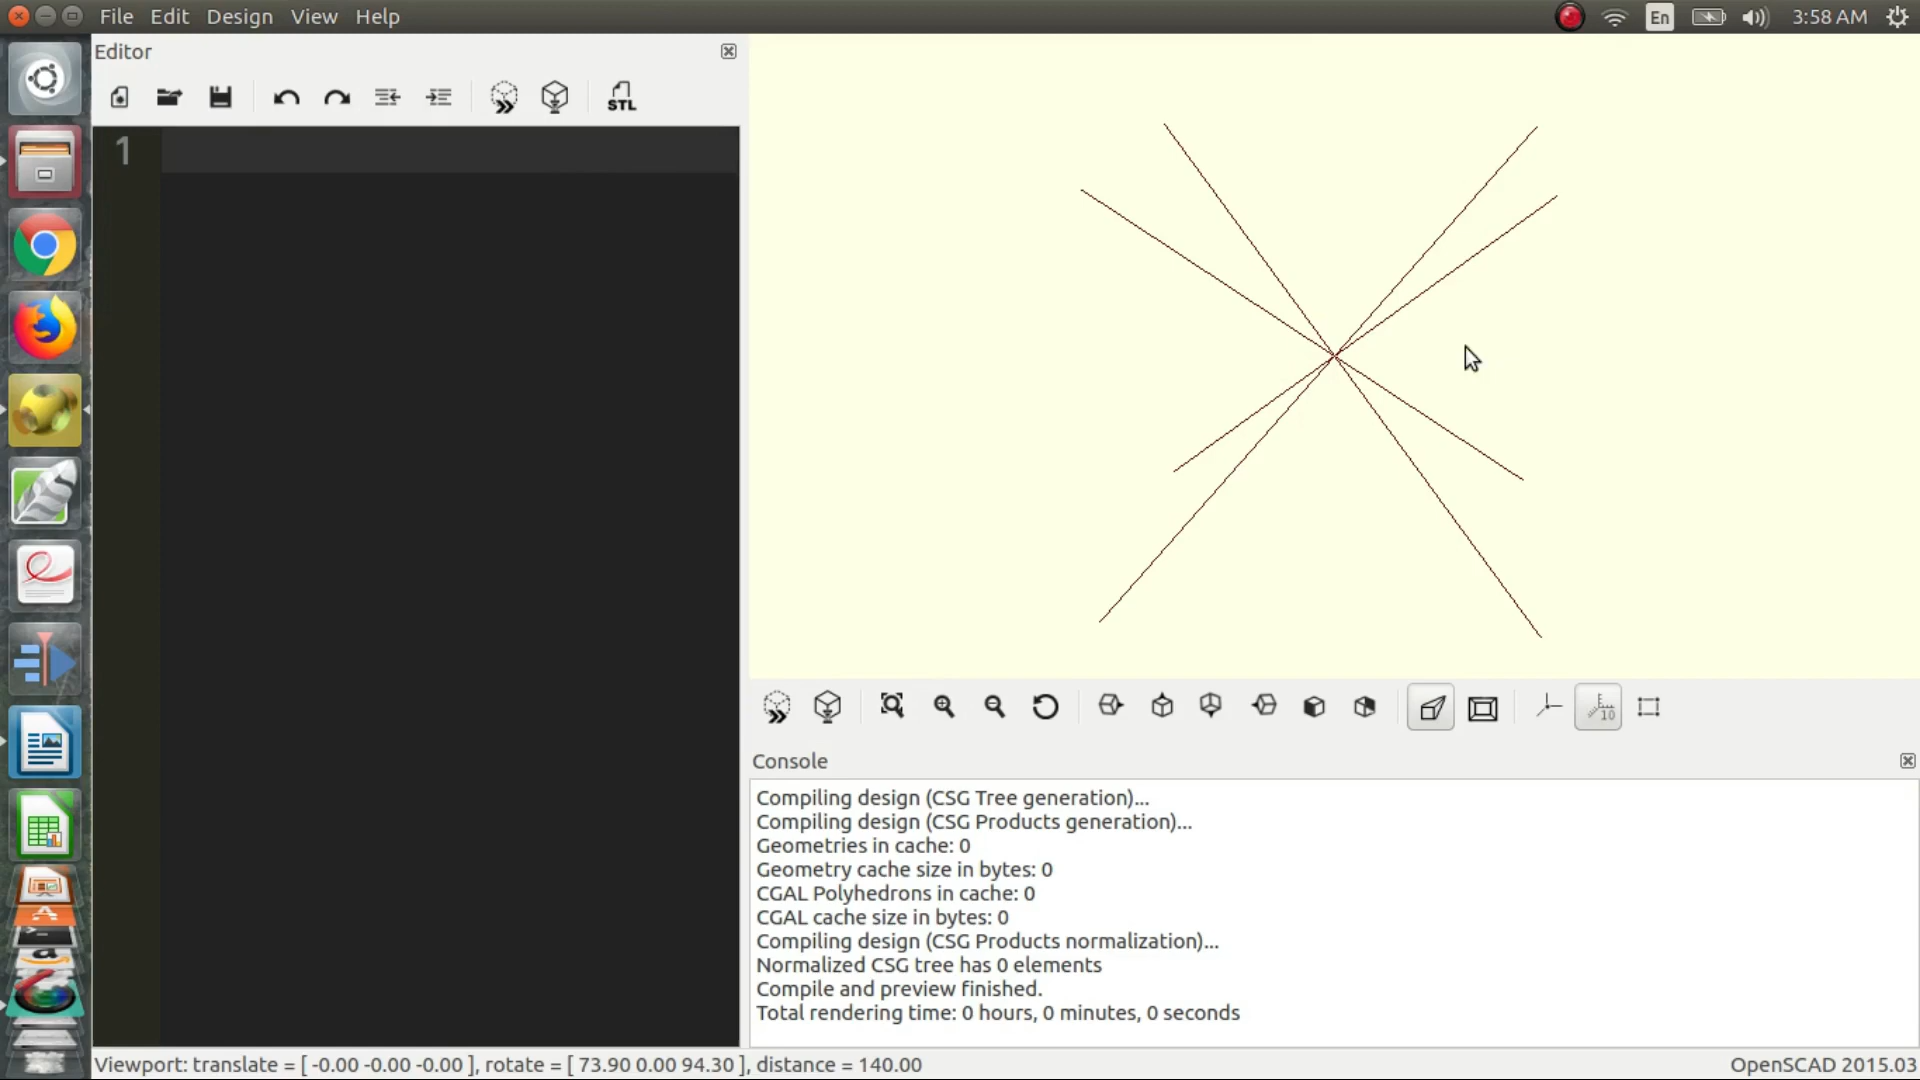 File Edit Design View Help
En
3:58 AM
Editor
STL
1
10
Console
Compiling design (CSG Tree generation)...
Compiling design (CSG Products generation)...
Geometries in cache: 0
Geometry cache size in bytes: 0
CGAL Polyhedrons in cache: 0
CGAL cache size in bytes: 0
Compiling design (CSG Products normalization)...
Normalized CSG tree has 0 elements
Compile and preview finished.
Total rendering time: 0 hours, 0 minutes, 0 seconds
Viewport: translate = [ -0.00 -0.00 -0.00 ], rotate = [ 73.90 0.00 94.30 ], distance = 140.00
OpenSCAD 2015.03